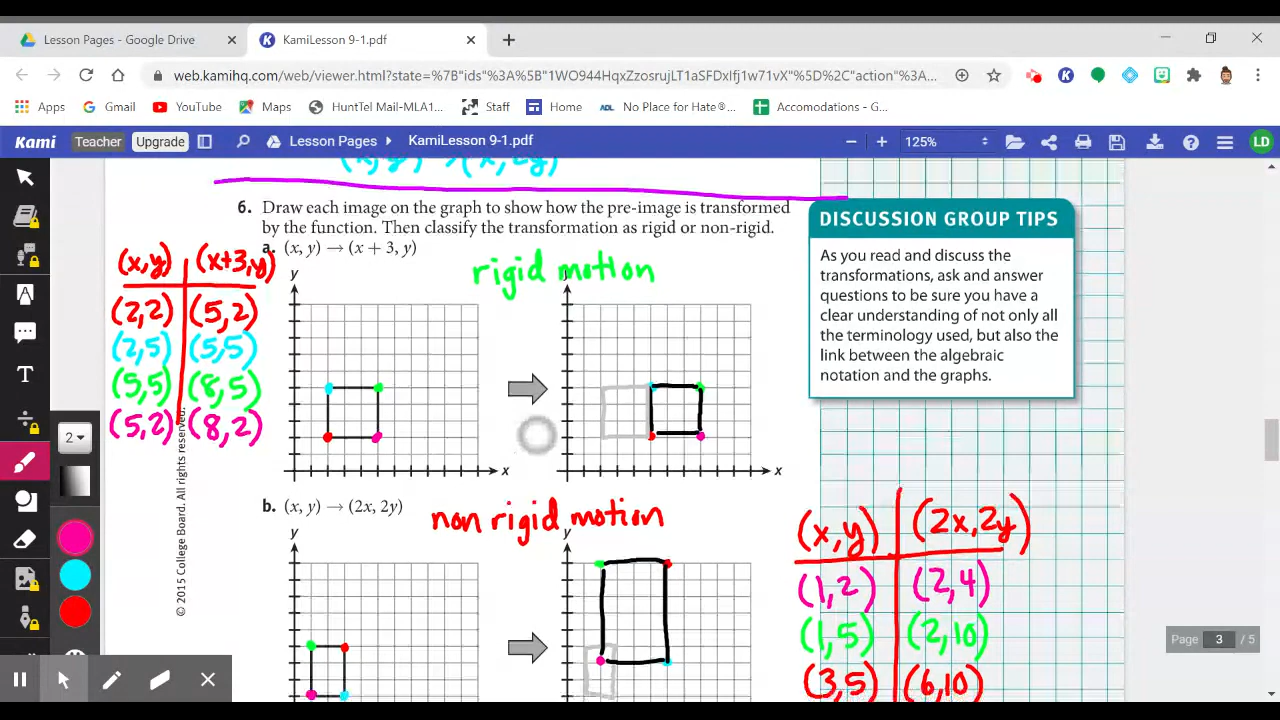 Lesson Pages - Google Drive
KamiLesson 9-1.pdf
web.kamihq.com/web/viewer.html?state=%7B"ids"%3A%5B"1WO944HqxZzosrujLT1aSFDxIfj1w71vX"%5D%2C"action"%3A...
Apps Gmail YouTube Maps HuntTel Mail-MLA1... Staff Home ADL No Place for Hates... Accomodations - G...
Kami Teacher Upgrade Lesson Pages KamiLesson 9-1.pdf 125% LD
(x,y) → (x, 2y)
6. Draw each image on the graph to show how the pre-image is transformed
by the function. Then classify the transformation as rigid or non-rigid.
a. (x, y) → (x + 3, y)
rigid motion
(x,y) (x+3,y)
(2,2) (5,2)
(2,5) (5,5)
(5,5) (8,5)
(5,2) (8,2)
y
y
x
x
b. (x, y) → (2x, 2y)
non rigid motion
y
y
(x,y) (2x,2y)
(1,2) (2,4)
(1,5) (2,10)
(3,5) (6,10)
DISCUSSION GROUP TIPS
As you read and discuss the
transformations, ask and answer
questions to be sure you have a
clear understanding of not only all
the terminology used, but also the
link between the algebraic
notation and the graphs.
© 2015 College Board. All rights reserved.
T
2
Page 3 / 5